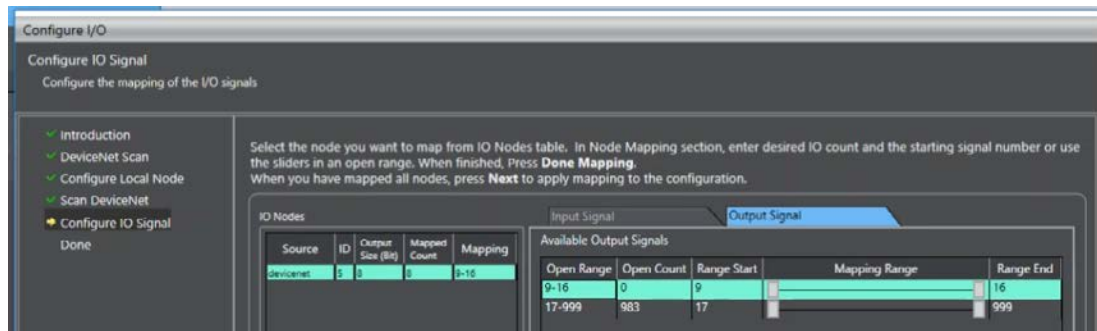 Configure I/O
Configure IO Signal
Configure the mapping of the I/O signals
Introduction
DeviceNet Scan
Configure Local Node
Scan DeviceNet
Configure IO Signal
Done
Select the node you want to map from IO Nodes table. In Node Mapping section, enter desired IO count and the starting signal number or use
the sliders in an open range. When finished, Press Done Mapping.
When you have mapped all nodes, press Next to apply mapping to the configuration.
IO Nodes
Source ID Output Size (Bit) Mapped Count Mapping
devicenet 5 8 8 9-16
Input Signal Output Signal
Available Output Signals
Open Range Open Count Range Start Mapping Range Range End
9-16 0 9 16
17-999 983 17 999